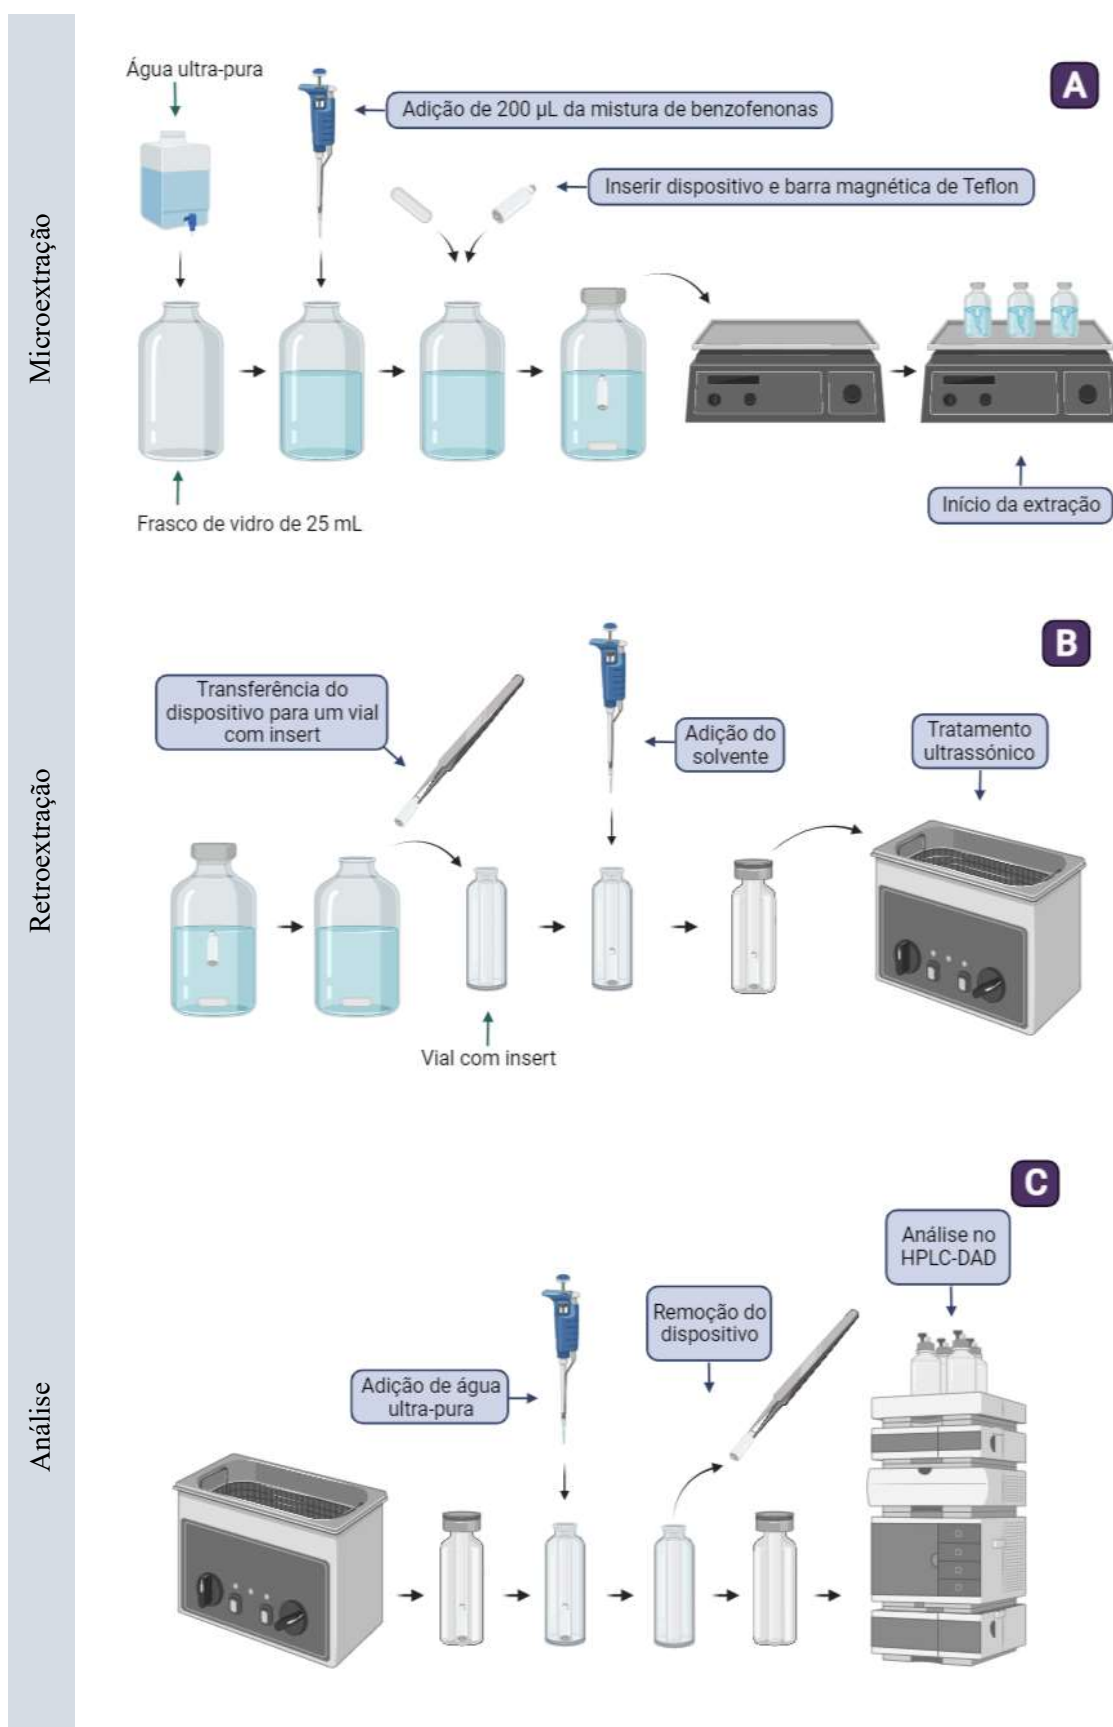 Microextração
Água ultra-pura
A
Adição de 200 µL da mistura de benzofenonas
Inserir dispositivo e barra magnética de Teflon
Início da extração
Frasco de vidro de 25 mL
Retroextração
B
Transferência do
dispositivo para um vial
com insert
Adição do
solvente
Tratamento
ultrassónico
Vial com insert
Análise
C
Análise no
HPLC-DAD
Remoção do
dispositivo
Adição de água
ultra-pura